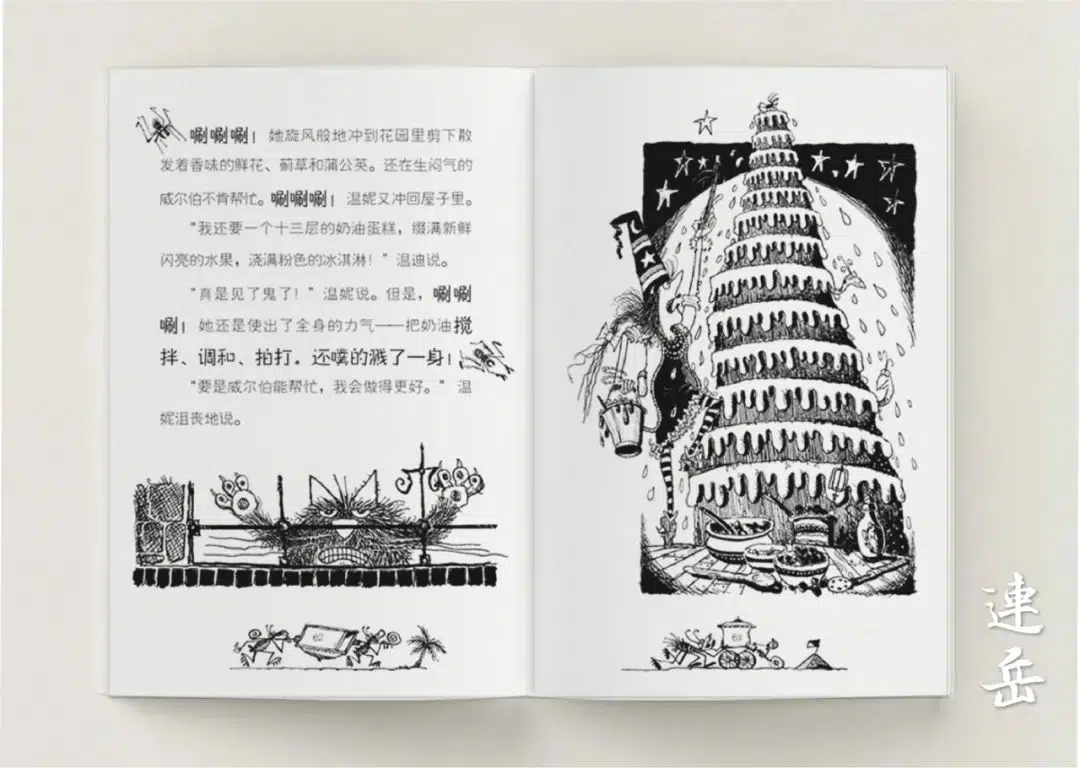 唰唰唰！她旋风般地冲到花园里剪下散
发着香味的鲜花、蓟草和蒲公英。还在生闷气的
威尔伯不肯帮忙。唰唰唰！温妮又冲回屋子里。
“我还要一个十三层的奶油蛋糕，缀满新鲜
闪亮的水果，浇满粉色的冰淇淋！”温迪说。
“真是见了鬼了！”温妮说。但是，唰唰
唰！她还是使出了全身的力气——把奶油搅
拌、调和、拍打。还噗的溅了一身！
“要是威尔伯能帮忙，我会做得更好。”温
妮沮丧地说。
62
連岳